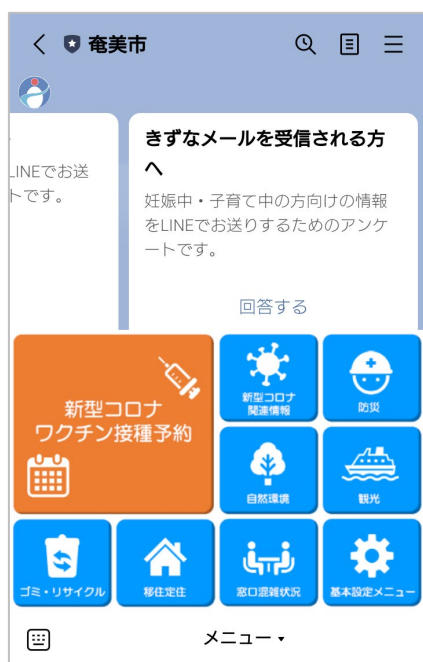 奄美市
LINEでお送
トです。
きずなメールを受信される方
へ
妊娠中・子育て中の方向けの情報
をLINEでお送りするためのアンケ
ートです。
回答する
新型コロナ
ワクチン接種予約
新型コロナ
関連情報
防災
自然環境
観光
ゴミ・リサイクル
移住定住
窓口混雑状況
基本設定メニュー
メニュー